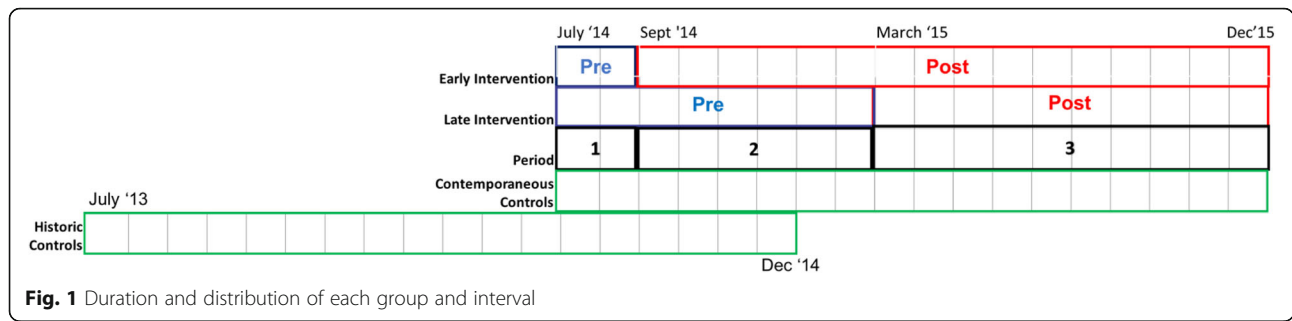 July ‘14 Sept '14 March ‘15 Dec’15
Early Intervention Pre Post
Late Intervention Pre Post
Period 1 2 3
Contemporaneous
Controls
July ‘13
Historic
Controls
Dec ‘14
Fig. 1 Duration and distribution of each group and interval